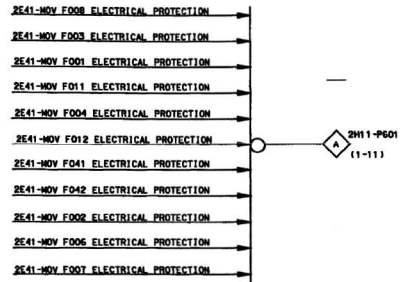 2E41-MOV F008 ELECTRICAL PROTECTION
2E41-MOV F003 ELECTRICAL PROTECTION
2E41-MOV F001 ELECTRICAL PROTECTION
2E41-MOV F011 ELECTRICAL PROTECTION
2E41-MOV F004 ELECTRICAL PROTECTION
2E41-MOV F012 ELECTRICAL PROTECTION
2H11-P601
A
(1-11)
2E41-MOV F041 ELECTRICAL PROTECTION
2E41-MOV F042 ELECTRICAL PROTECTION
2E41-MOV F002 ELECTRICAL PROTECTION
2E41-MOV F006 ELECTRICAL PROTECTION
2E41-MOV F007 ELECTRICAL PROTECTION